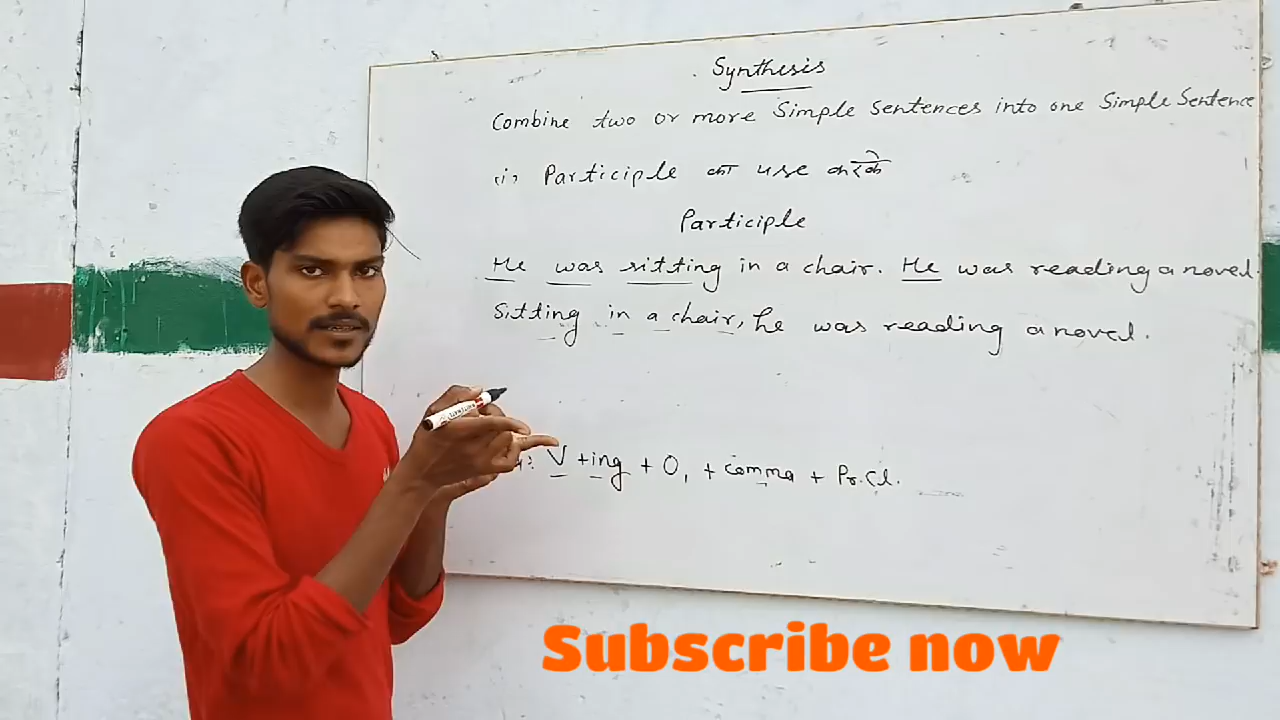 Synthesis
Combine two or more Simple Sentences into one Simple Sentence
(i) Participle का use करके
Participle
He was sitting in a chair. He was reading a novel.
Sitting in a chair, he was reading a novel.
V +ing + O, + comma + Pr.Cl.
Subscribe now